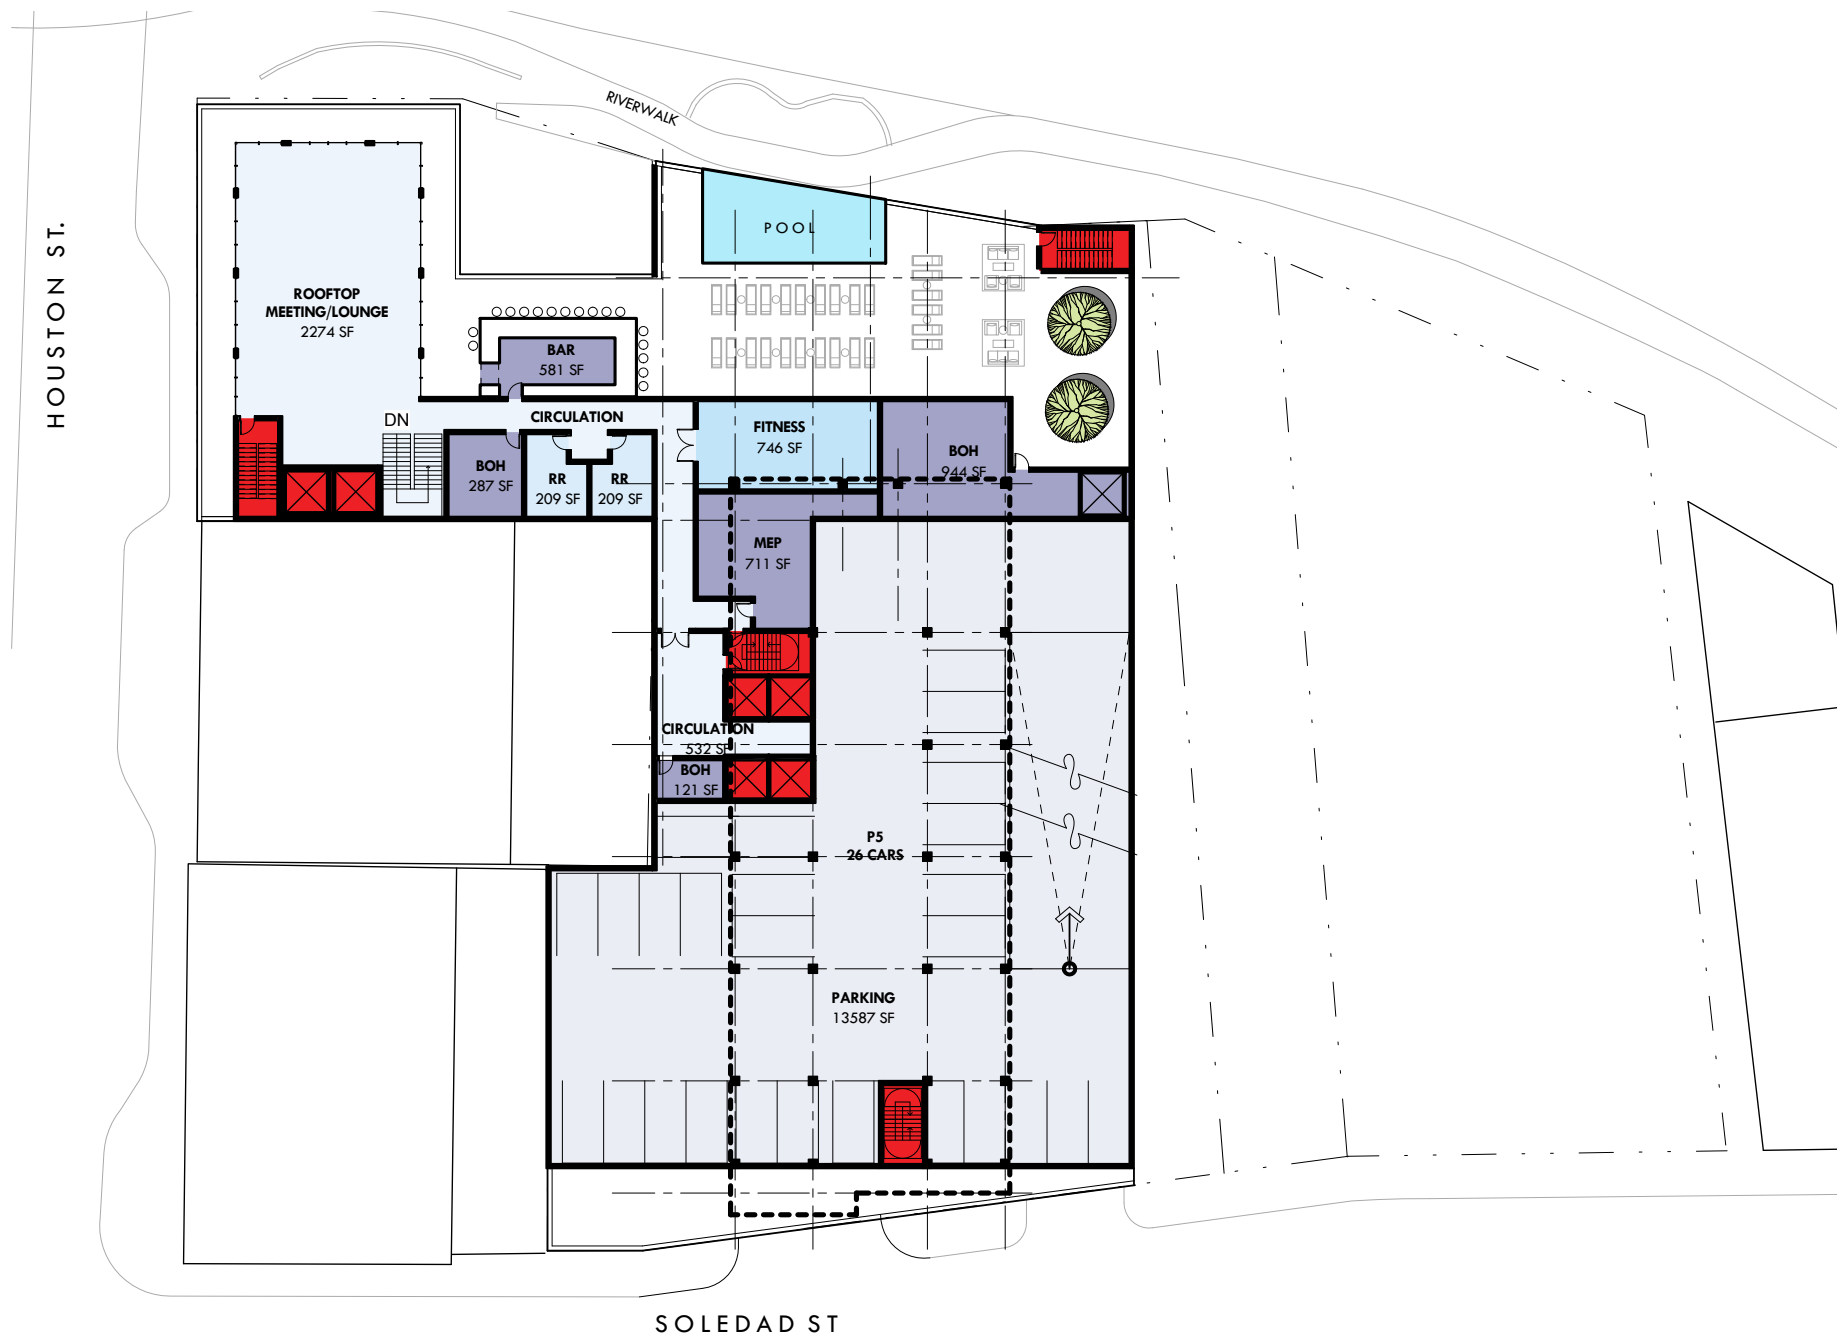 RIVERWALK
HOUSTON ST.
POOL
ROOFTOP
MEETING/LOUNGE
2274 SF
BAR
581 SF
DN
CIRCULATION
FITNESS
746 SF
BOH
944 SF
BOH
287 SF
RR
209 SF
RR
209 SF
MEP
711 SF
CIRCULATION
532 SF
BOH
121 SF
P5
26 CARS
PARKING
13587 SF
SOLEDAD ST